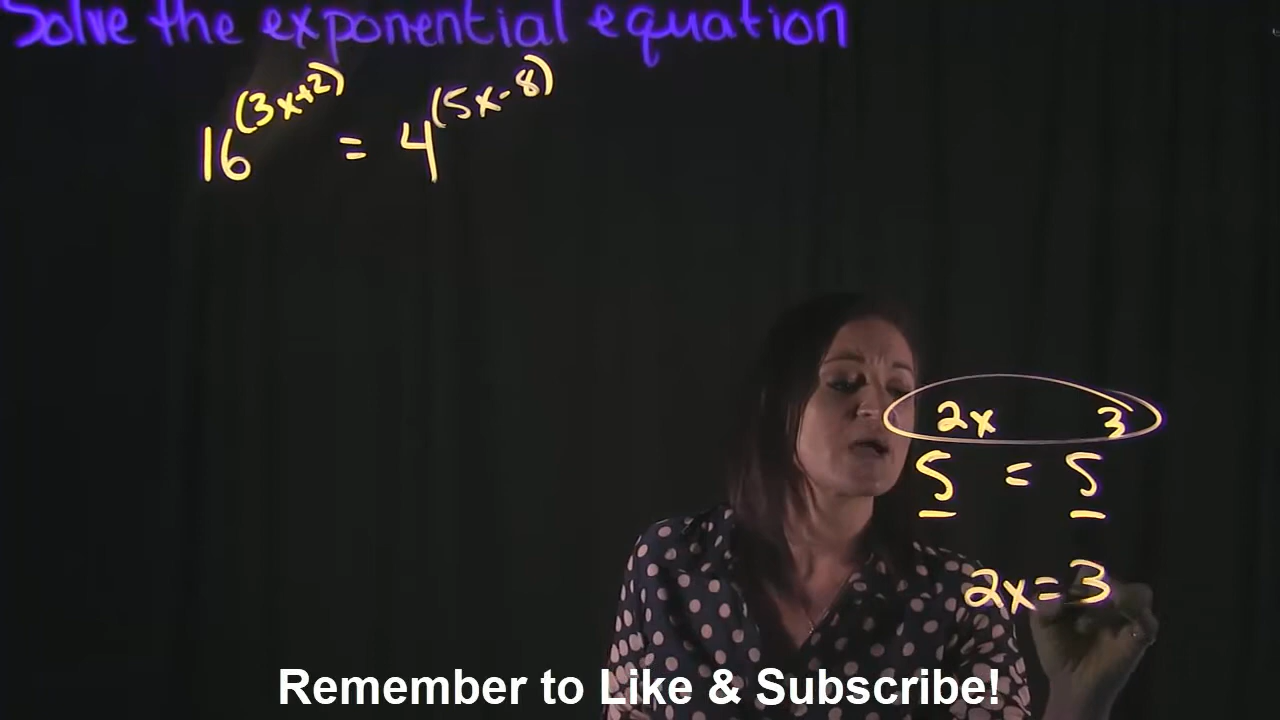 Solve the exponential equation
16^(3x+2) = 4^(5x-8)
2x 3
5 = 5
2x=3
Remember to Like & Subscribe!